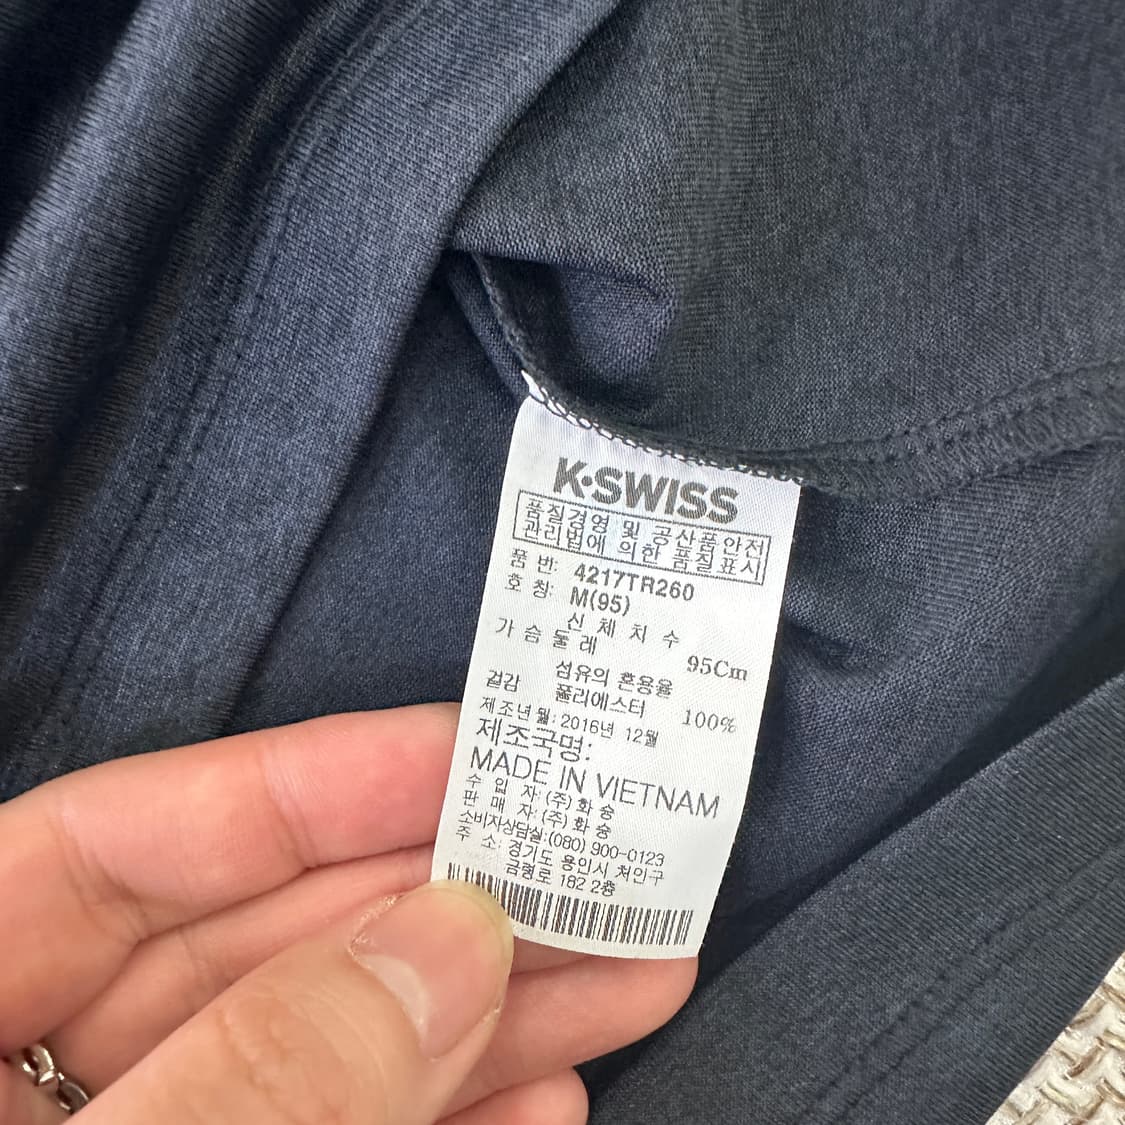 K·SWISS
품질경영 및 공산품안전
관리법에 의한 품질표시
품 번: 4217TR260
호 칭: M(95)
신 체 치 수
가 슴 둘 레 95Cm
섬유의 혼용율
겉감 폴리에스터 100%
제조년월: 2016년 12월
제조국명:
MADE IN VIETNAM
수 입 자: (주) 화 승
판 매 자: (주) 화 승
소비자상담실: (080) 900-0123
주 소: 경기도 용인시 처인구
금령로 182 2층